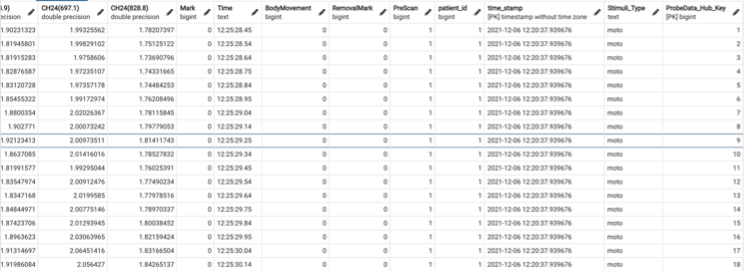 .9) CH24(697.1) CH24(828.8) Mark Time BodyMovement RemovalMark PreScan patient_id time_stamp Stimuli_Type ProbeData_Hub_Key
ecision double precision double precision bigint text bigint bigint bigint bigint [PK] timestamp without time zone text [PK] bigint
1.90231323 1.99325562 1.78207397 0 12:25:28.45 0 0 1 1 2021-12-06 12:20:37.939676 moto 1
1.81945801 1.99829102 1.75125122 0 12:25:28.54 0 0 1 1 2021-12-06 12:20:37.939676 moto 2
1.81915283 1.9758606 1.73690796 0 12:25:28.64 0 0 1 1 2021-12-06 12:20:37.939676 moto 3
1.82876587 1.97235107 1.74331665 0 12:25:28.75 0 0 1 1 2021-12-06 12:20:37.939676 moto 4
1.83120728 1.97357178 1.74484253 0 12:25:28.84 0 0 1 1 2021-12-06 12:20:37.939676 moto 5
1.85455322 1.99172974 1.76208496 0 12:25:28.95 0 0 1 1 2021-12-06 12:20:37.939676 moto 6
1.8800354 2.02026367 1.78115845 0 12:25:29.04 0 0 1 1 2021-12-06 12:20:37.939676 moto 7
1.902771 2.00073242 1.79779053 0 12:25:29.14 0 0 1 1 2021-12-06 12:20:37.939676 moto 8
1.92123413 2.00973511 1.81411743 0 12:25:29.25 0 0 1 1 2021-12-06 12:20:37.939676 moto 9
1.8637085 2.01416016 1.78527832 0 12:25:29.34 0 0 1 1 2021-12-06 12:20:37.939676 moto 10
1.81991577 1.99295044 1.76025391 0 12:25:29.45 0 0 1 1 2021-12-06 12:20:37.939676 moto 11
1.83547974 2.00912476 1.77490234 0 12:25:29.54 0 0 1 1 2021-12-06 12:20:37.939676 moto 12
1.8347168 2.0199585 1.77978516 0 12:25:29.64 0 0 1 1 2021-12-06 12:20:37.939676 moto 13
1.84844971 2.00775146 1.78970337 0 12:25:29.75 0 0 1 1 2021-12-06 12:20:37.939676 moto 14
1.87423706 2.01293945 1.80038452 0 12:25:29.84 0 0 1 1 2021-12-06 12:20:37.939676 moto 15
1.8963623 2.03063965 1.82159424 0 12:25:29.95 0 0 1 1 2021-12-06 12:20:37.939676 moto 16
1.91314697 2.06451416 1.83166504 0 12:25:30.04 0 0 1 1 2021-12-06 12:20:37.939676 moto 17
1.91986084 2.056427 1.84265137 0 12:25:30.14 0 0 1 1 2021-12-06 12:20:37.939676 moto 18